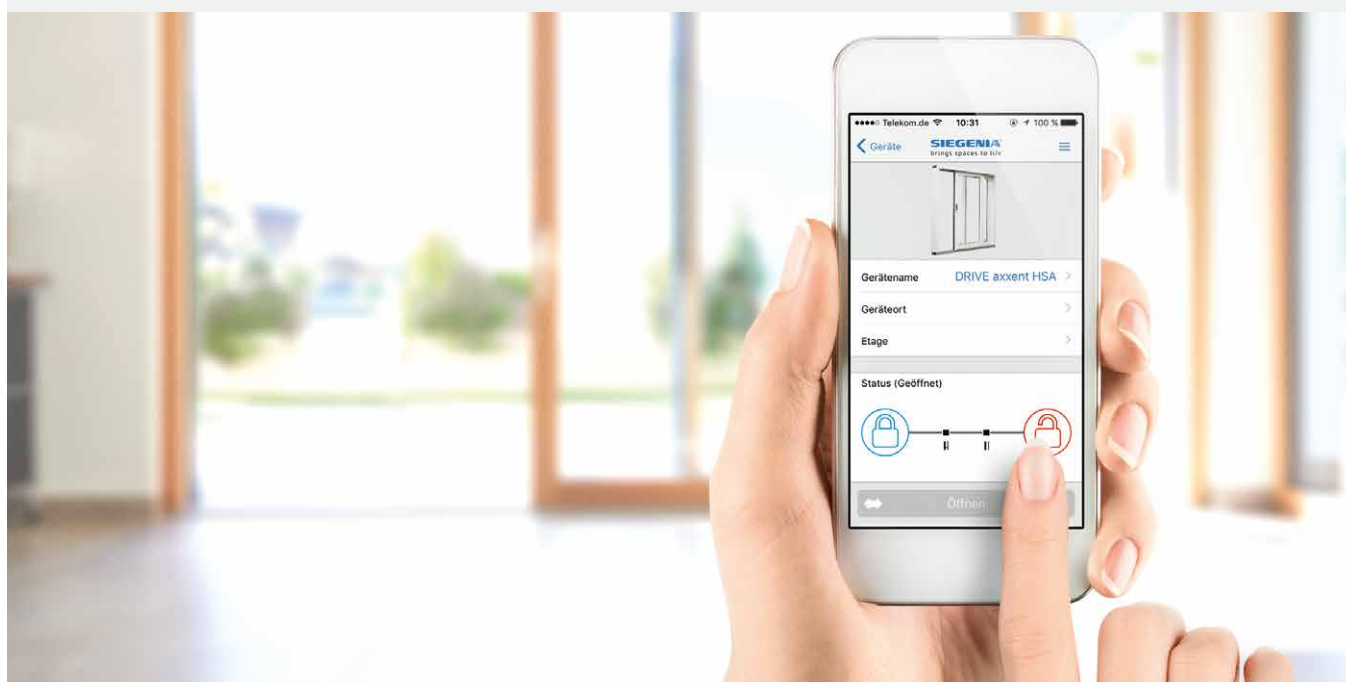 Telekom.de 10:31 100 %
Geräte SIEGENIA
brings spaces to life
Gerätename DRIVE axxent HSA
Geräteort
Etage
Status (Geöffnet)
Öffnen